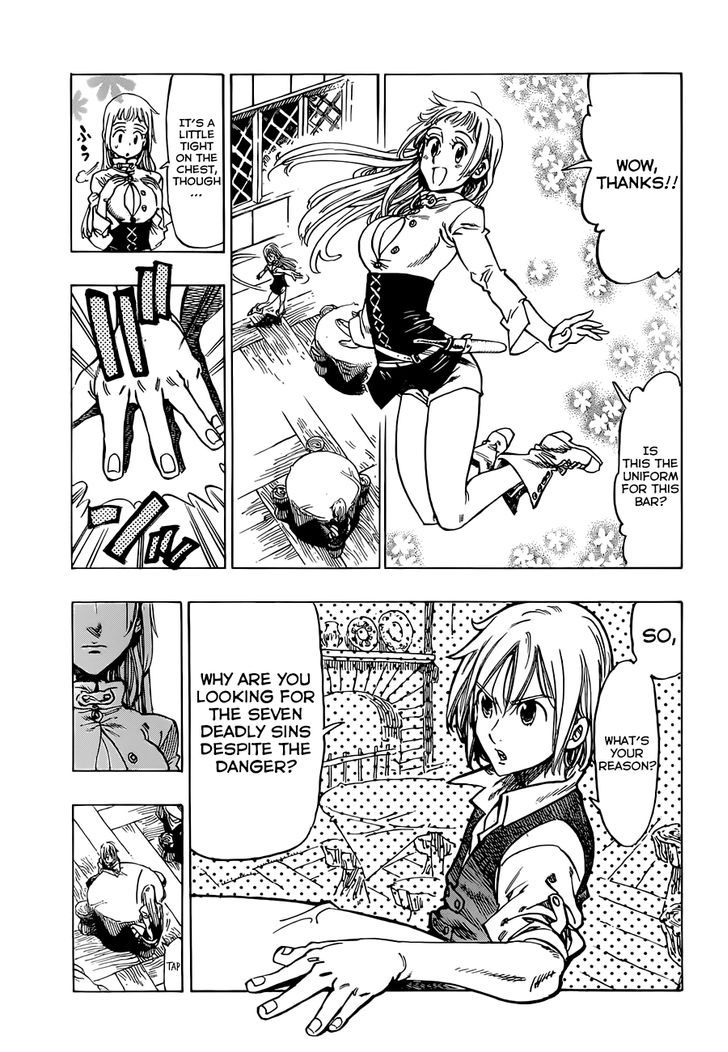 WOW,
THANKS!!
IS
THIS THE
UNIFORM
FOR THIS
BAR?
IT'S A
LITTLE
TIGHT
ON THE
CHEST,
THOUGH
...
ふぅっ
SO,
WHAT'S
YOUR
REASON?
WHY ARE YOU
LOOKING FOR
THE SEVEN
DEADLY SINS
DESPITE THE
DANGER?
TAP